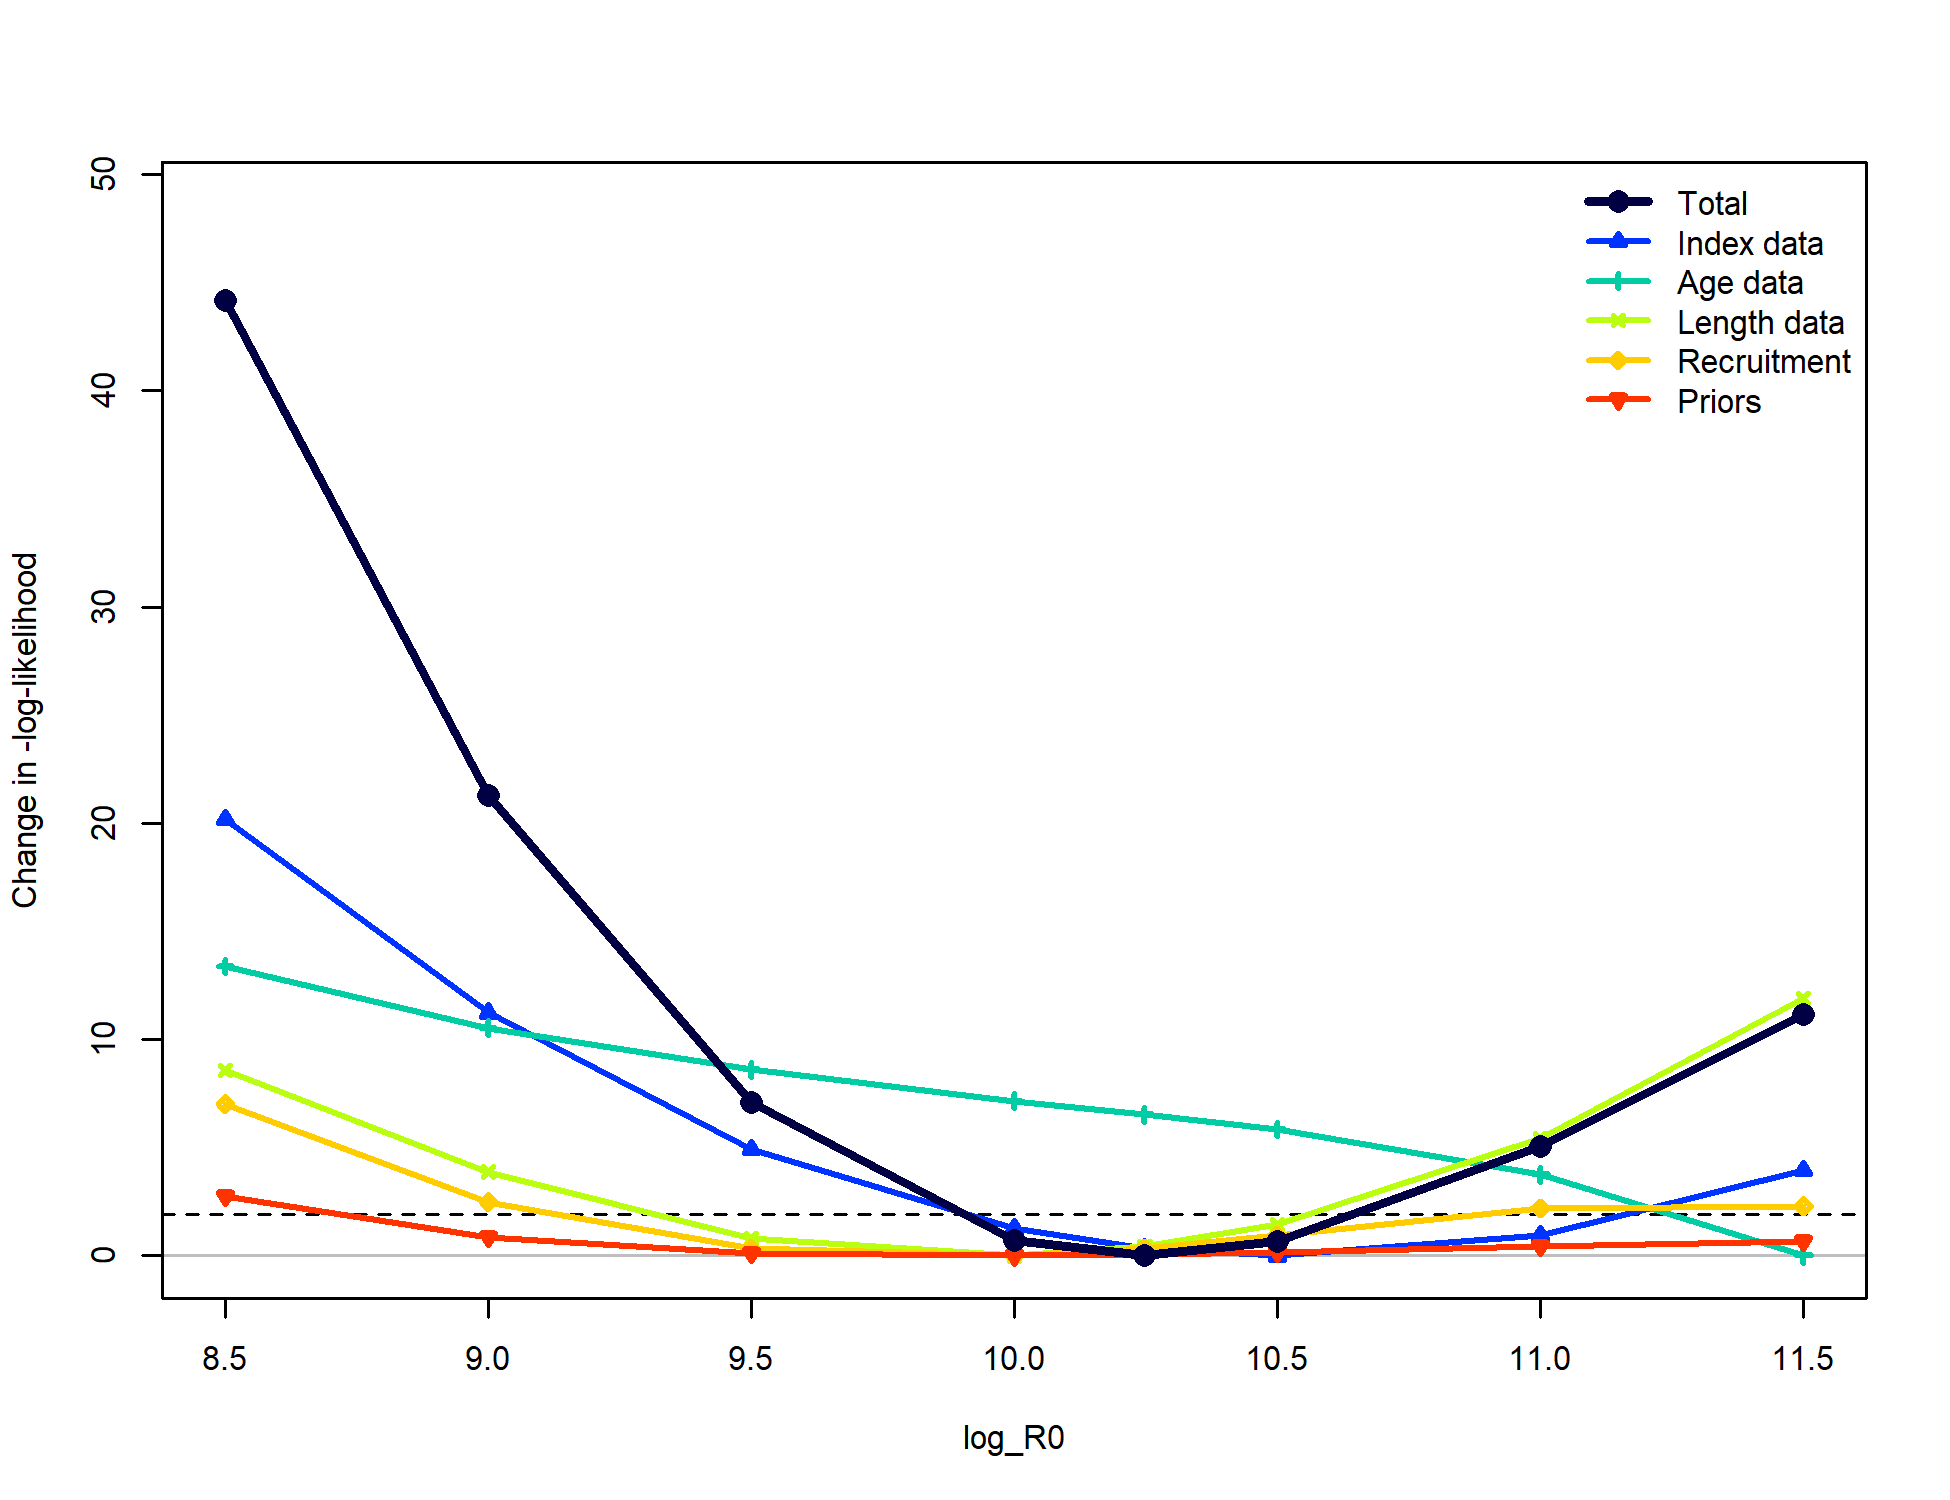 Total
Index data
Age data
Length data
Recruitment
Priors
Change in -log-likelihood
50
40
30
20
10
0
8.5 9.0 9.5 10.0 10.5 11.0 11.5
log_R0